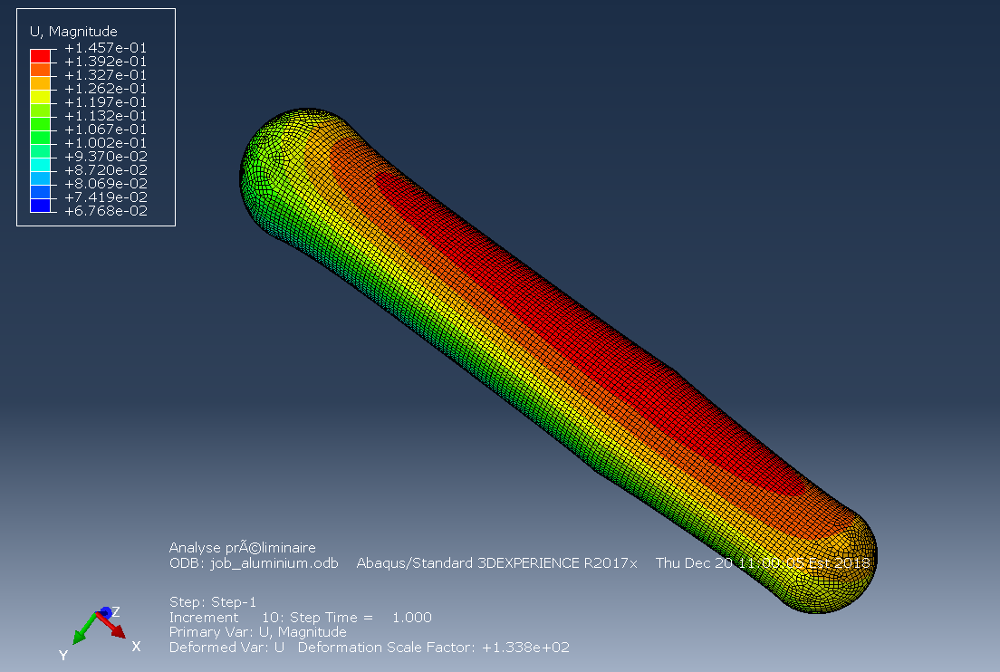 U, Magnitude
+1.457e-01
+1.392e-01
+1.327e-01
+1.262e-01
+1.197e-01
+1.132e-01
+1.067e-01
+1.002e-01
+9.370e-02
+8.720e-02
+8.069e-02
+7.419e-02
+6.768e-02
Analyse prÃ©liminaire
ODB: job_aluminium.odb Abaqus/Standard 3DEXPERIENCE R2017x Thu Dec 20 Est 2018
Step: Step-1
Increment 10: Step Time = 1.000
Primary Var: U, Magnitude
Deformed Var: U Deformation Scale Factor: +1.338e+02
Z
X
Y